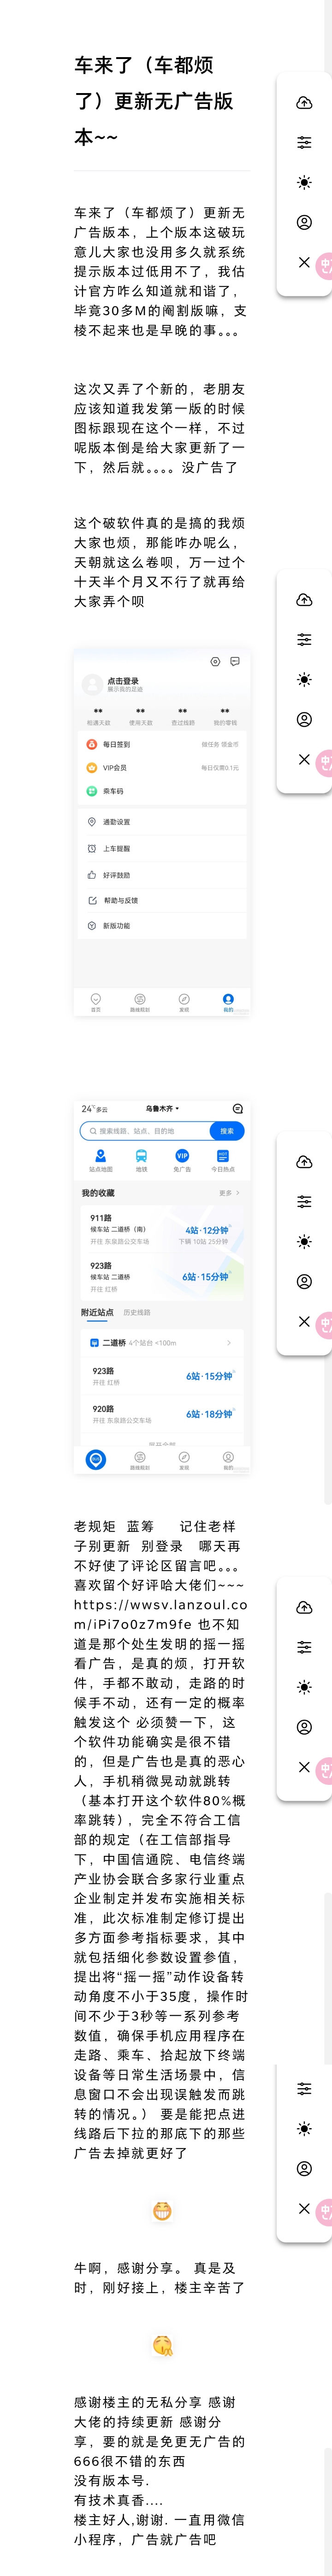 车来了（车都烦
了）更新无广告版
本~~
车来了（车都烦了）更新无
广告版本，上个版本这破玩
意儿大家也没用多久就系统
提示版本过低用不了，我估
计官方咋么知道就和谐了，
毕竟30多M的阉割版嘛，支
棱不起来也是早晚的事。。。
这次又弄了个新的，老朋友
应该知道我发第一版的时候
图标跟现在这个一样，不过
呢版本倒是给大家更新了一
下，然后就。。。。没广告了
这个破软件真的是搞的我烦
大家也烦，那能咋办呢么，
天朝就这么卷呗，万一过个
十天半个月又不行了就再给
大家弄个呗
点击登录
展示我的足迹
** ** ** **
相遇天数 使用天数 查过线路 我的零钱
每日签到 做任务 领金币
VIP会员 每日仅需0.1元
乘车码
通勤设置
上车提醒
好评鼓励
帮助与反馈
新版功能
首页 路线规划 发现 我的
24℃多云 乌鲁木齐
搜索线路、站点、目的地 搜索
VIP
站点地图 地铁 免广告 今日热点
我的收藏 更多 >
911路
候车站 二道桥（南） 4站·12分钟
开往 东泉路公交车场 下辆 10站 25分钟
923路
候车站 二道桥 6站·15分钟
开往 红桥
附近站点 历史线路
二道桥 4个站台 <100m
923路 6站·15分钟
开往 红桥
920路 6站·18分钟
开往 东泉路公交车场
路线规划 发现 我的
老规矩 蓝筹 记住老样
子别更新 别登录 哪天再
不好使了评论区留言吧。。。
喜欢留个好评哈大佬们~~~
https://wwsv.lanzoul.co
m/iPi7o0z7m9fe 也不知
道是那个处生发明的摇一摇
看广告，是真的烦，打开软
件，手都不敢动，走路的时
候手不动，还有一定的概率
触发这个 必须赞一下，这
个软件功能确实是很不错
的，但是广告也是真的恶心
人，手机稍微晃动就跳转
（基本打开这个软件80%概
率跳转），完全不符合工信
部的规定（在工信部指导
下，中国信通院、电信终端
产业协会联合多家行业重点
企业制定并发布实施相关标
准，此次标准制定修订提出
多方面参考指标要求，其中
就包括细化参数设置参值，
提出将“摇一摇”动作设备转
动角度不小于35度，操作时
间不少于3秒等一系列参考
数值，确保手机应用程序在
走路、乘车、拾起放下终端
设备等日常生活场景中，信
息窗口不会出现误触发而跳
转的情况。） 要是能把点进
线路后下拉的那底下的那些
广告去掉就更好了
牛啊，感谢分享。 真是及
时，刚好接上，楼主辛苦了
感谢楼主的无私分享 感谢
大佬的持续更新 感谢分
享，要的就是免更无广告的
666很不错的东西
没有版本号.
有技术真香....
楼主好人,谢谢. 一直用微信
小程序，广告就广告吧